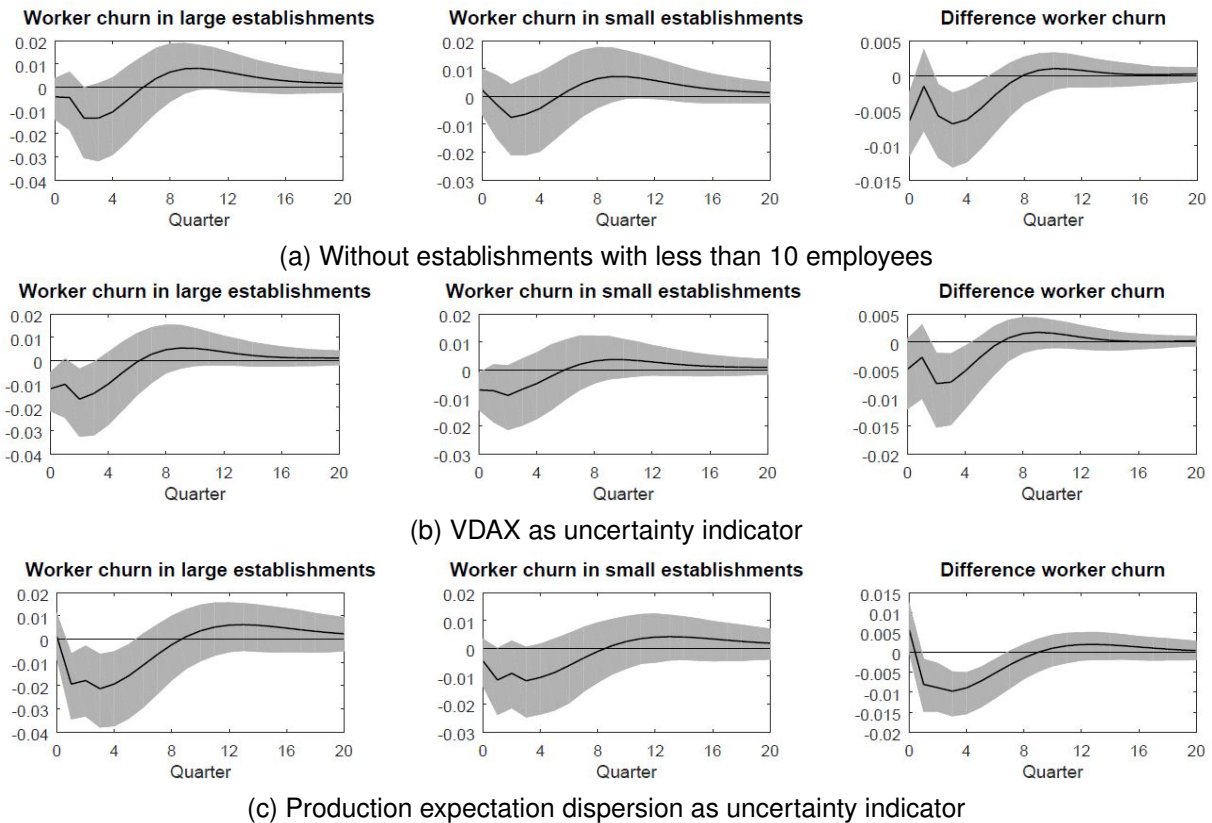 Worker churn in large establishments
Worker churn in small establishments
Difference worker churn
0.02
0.01
0
-0.01
-0.02
-0.03
-0.04
0 4 8 12 16 20
Quarter
0.02
0.01
0
-0.01
-0.02
-0.03
0 4 8 12 16 20
Quarter
0.005
0
-0.005
-0.01
-0.015
0 4 8 12 16 20
Quarter
(a) Without establishments with less than 10 employees
Worker churn in large establishments
Worker churn in small establishments
Difference worker churn
0.02
0.01
0
-0.01
-0.02
-0.03
-0.04
0 4 8 12 16 20
Quarter
0.02
0.01
0
-0.01
-0.02
-0.03
0 4 8 12 16 20
Quarter
0.005
0
-0.005
-0.01
-0.015
-0.02
0 4 8 12 16 20
Quarter
(b) VDAX as uncertainty indicator
Worker churn in large establishments
Worker churn in small establishments
Difference worker churn
0.02
0.01
0
-0.01
-0.02
-0.03
-0.04
0 4 8 12 16 20
Quarter
0.02
0.01
0
-0.01
-0.02
-0.03
0 4 8 12 16 20
Quarter
0.015
0.01
0.005
0
-0.005
-0.01
-0.015
-0.02
0 4 8 12 16 20
Quarter
(c) Production expectation dispersion as uncertainty indicator